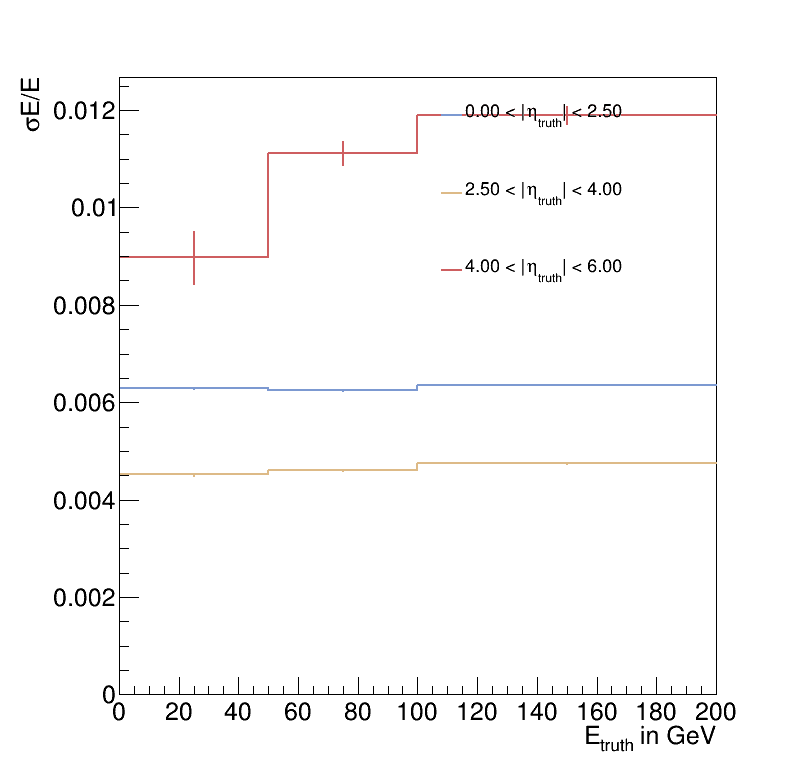 σE/E
0.012
0.01
0.008
0.006
0.004
0.002
0
0.00 < |η_truth| < 2.50
2.50 < |η_truth| < 4.00
4.00 < |η_truth| < 6.00
0 20 40 60 80 100 120 140 160 180 200
E_truth in GeV